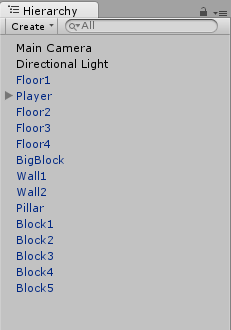 Hierarchy
Create All
Main Camera
Directional Light
Floor1
Player
Floor2
Floor3
Floor4
BigBlock
Wall1
Wall2
Pillar
Block1
Block2
Block3
Block4
Block5